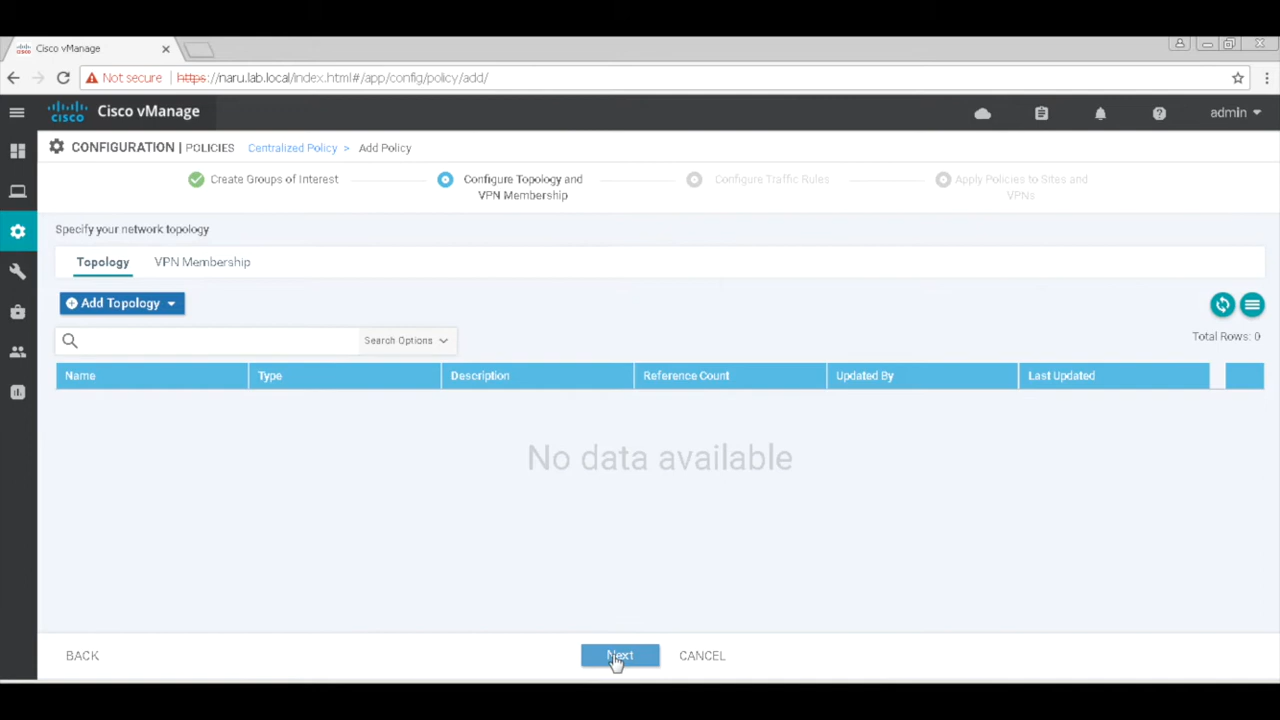 Cisco vManage
Not secure https://naru.lab.local/index.html#/app/config/policy/add/
CISCO Cisco vManage admin
CONFIGURATION | POLICIES Centralized Policy > Add Policy
Create Groups of Interest
Configure Topology and
VPN Membership
Configure Traffic Rules
Apply Policies to Sites and
VPNs
Specify your network topology
Topology VPN Membership
Add Topology
Search Options
Total Rows: 0
Name Type Description Reference Count Updated By Last Updated
No data available
BACK Next CANCEL